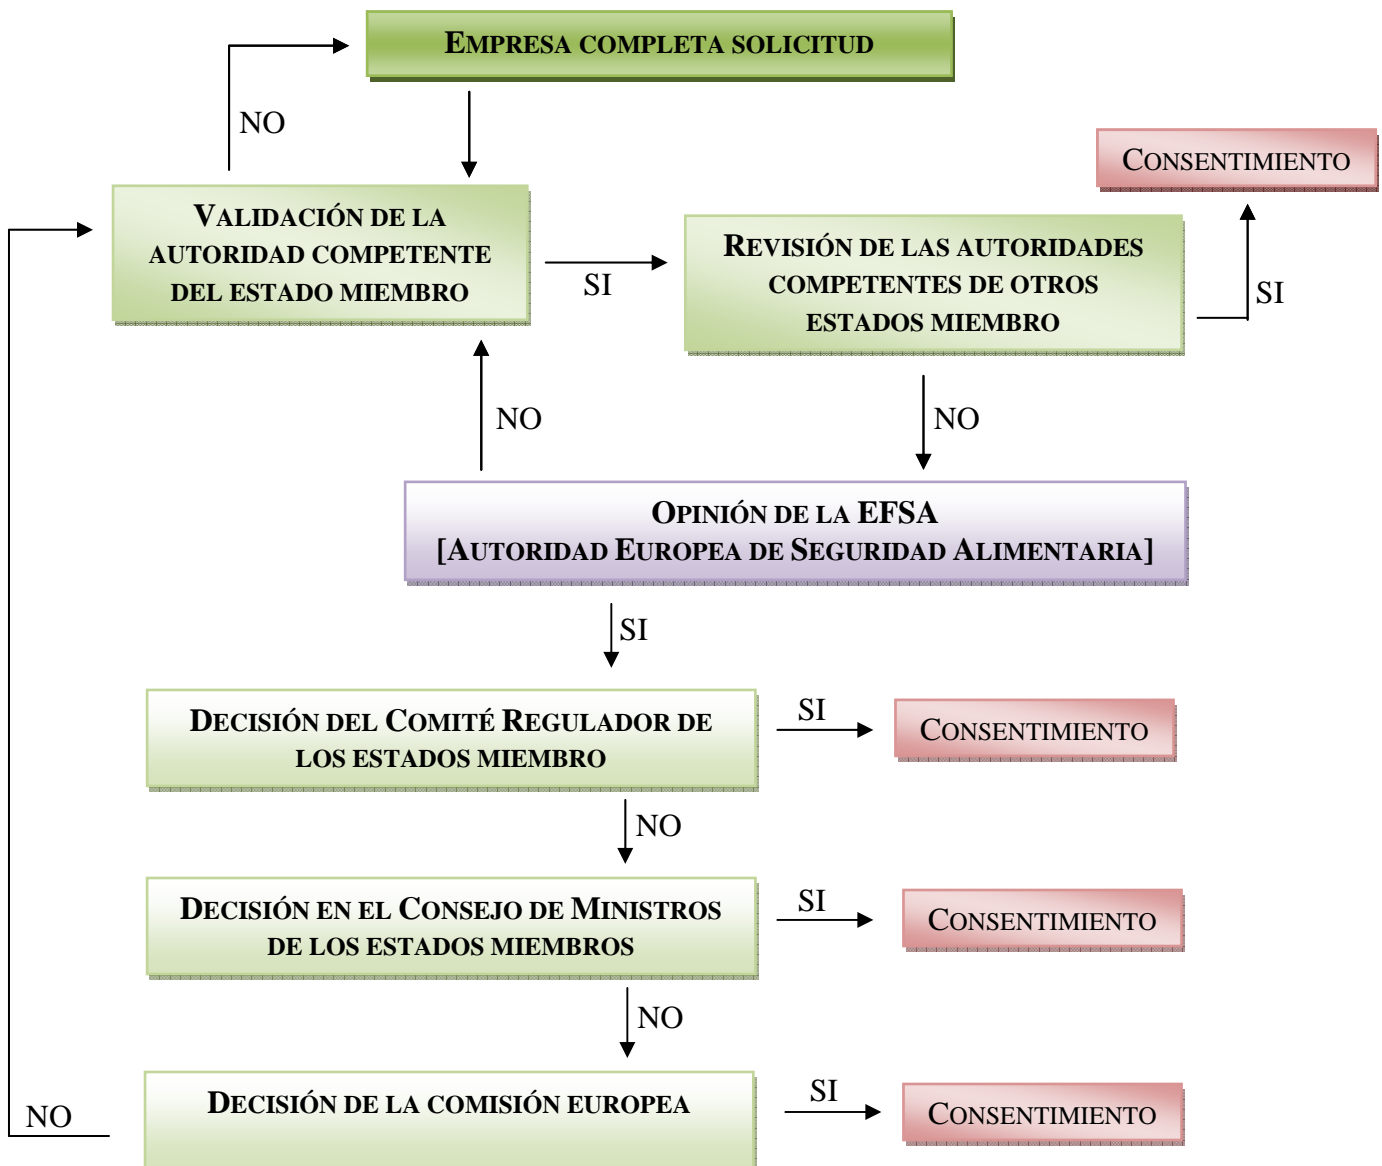 EMPRESA COMPLETA SOLICITUD
NO
CONSENTIMIENTO
VALIDACIÓN DE LA
AUTORIDAD COMPETENTE
DEL ESTADO MIEMBRO
SI
REVISIÓN DE LAS AUTORIDADES
COMPETENTES DE OTROS
ESTADOS MIEMBRO
SI
NO
NO
OPINIÓN DE LA EFSA
[AUTORIDAD EUROPEA DE SEGURIDAD ALIMENTARIA]
SI
DECISIÓN DEL COMITÉ REGULADOR DE
LOS ESTADOS MIEMBRO
SI
CONSENTIMIENTO
NO
DECISIÓN EN EL CONSEJO DE MINISTROS
DE LOS ESTADOS MIEMBROS
SI
CONSENTIMIENTO
NO
DECISIÓN DE LA COMISIÓN EUROPEA
SI
CONSENTIMIENTO
NO